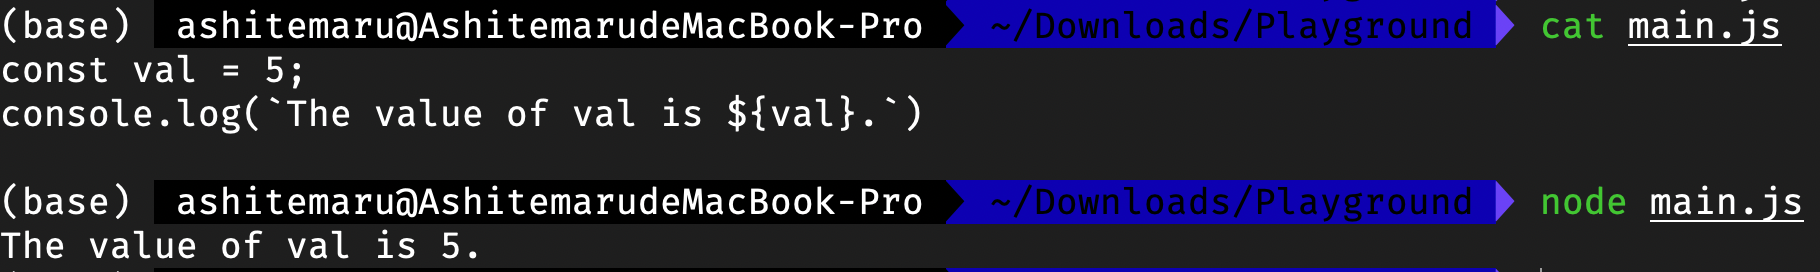 (base) ashitemaru@AshitemarudeMacBook-Pro ~/Downloads/Playground cat main.js
const val = 5;
console.log(`The value of val is ${val}.`)
(base) ashitemaru@AshitemarudeMacBook-Pro ~/Downloads/Playground node main.js
The value of val is 5.